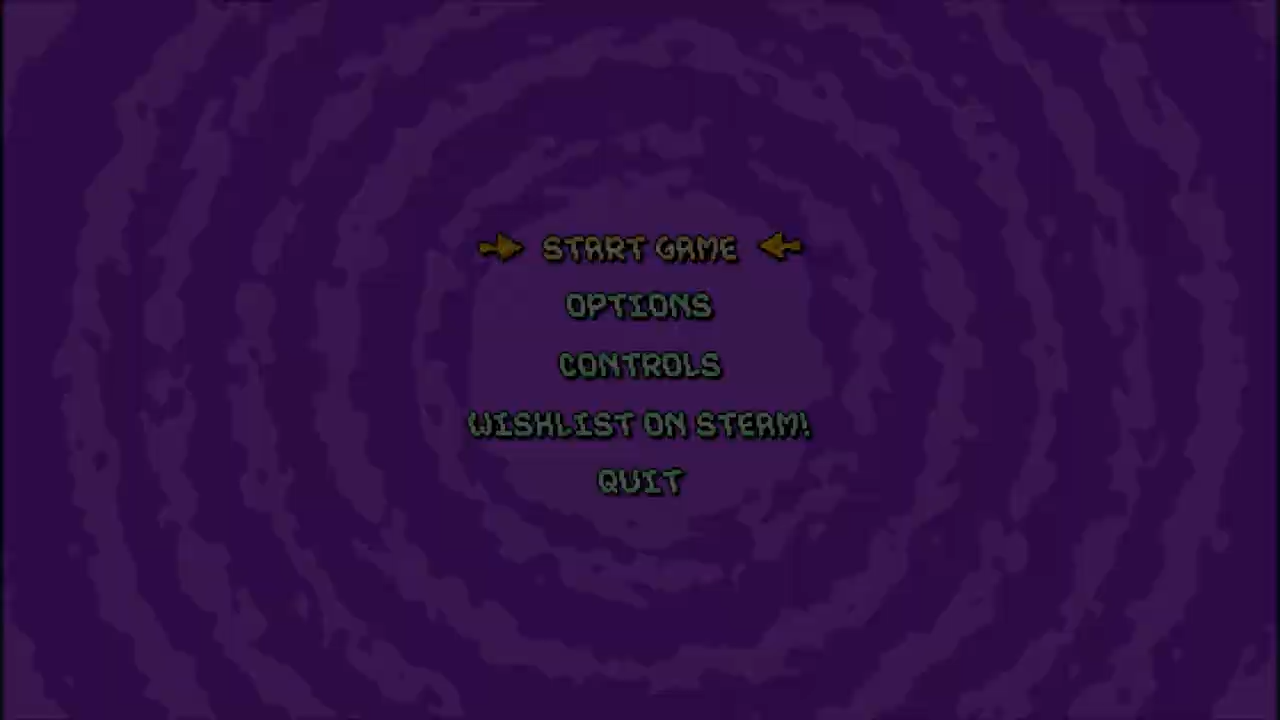 START GAME
OPTIONS
CONTROLS
WISHLIST ON STEAM!
QUIT